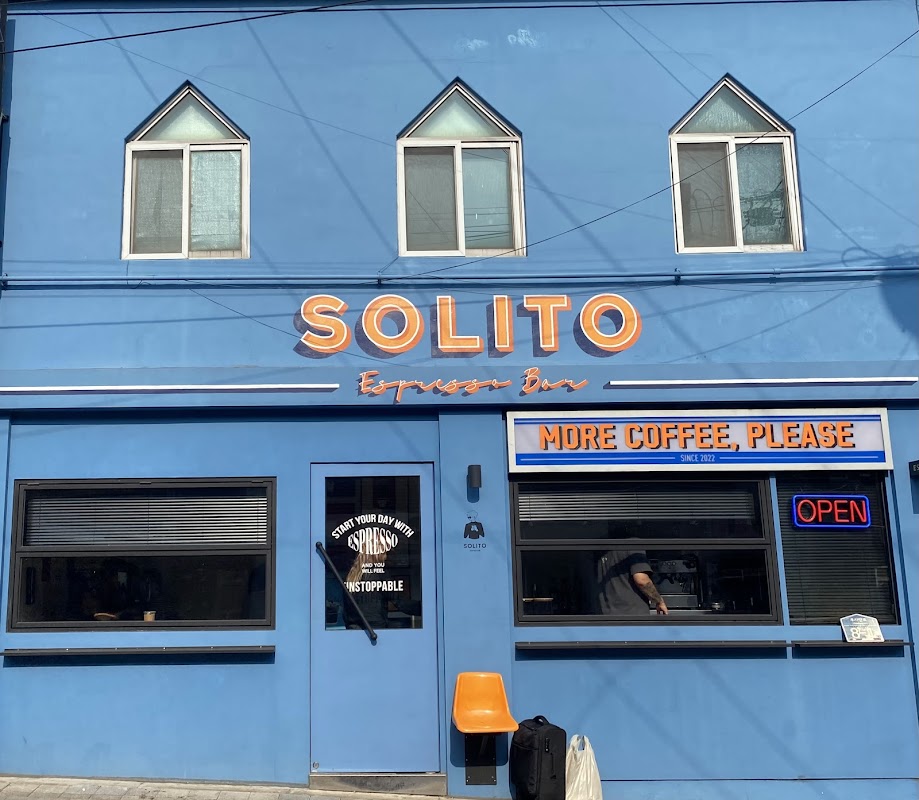 SOLITO
Espresso Bar
MORE COFFEE, PLEASE
SINCE 2022
OPEN
START YOUR DAY WITH
ESPRESSO
AND YOU
WILL FEEL
UNSTOPPABLE
SOLITO